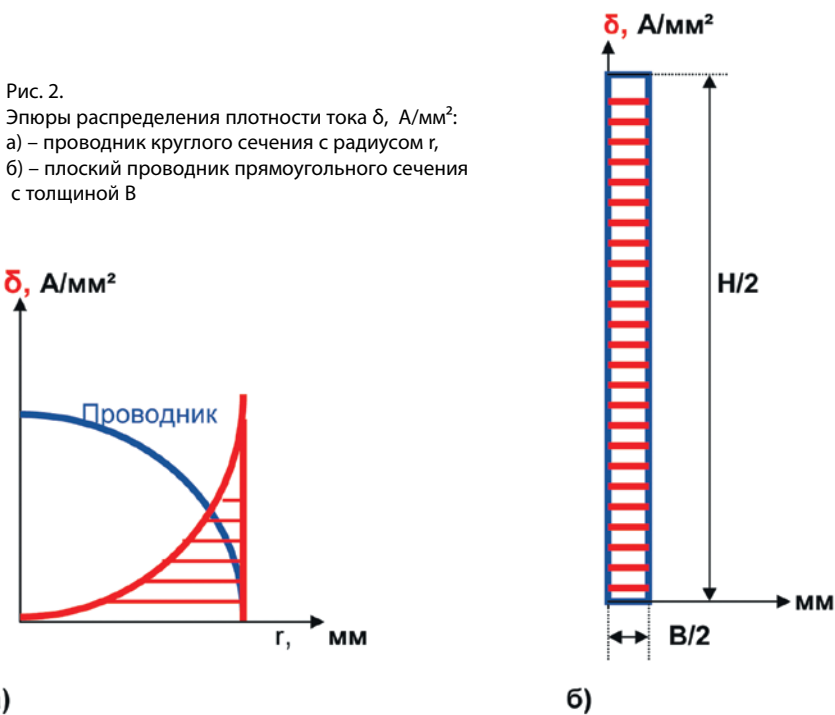 δ, А/мм²
Рис. 2.
Эпюры распределения плотности тока δ, А/мм²:
а) – проводник круглого сечения с радиусом r,
б) – плоский проводник прямоугольного сечения
с толщиной В
δ, А/мм²
H/2
Проводник
мм
r, мм
B/2
)
б)